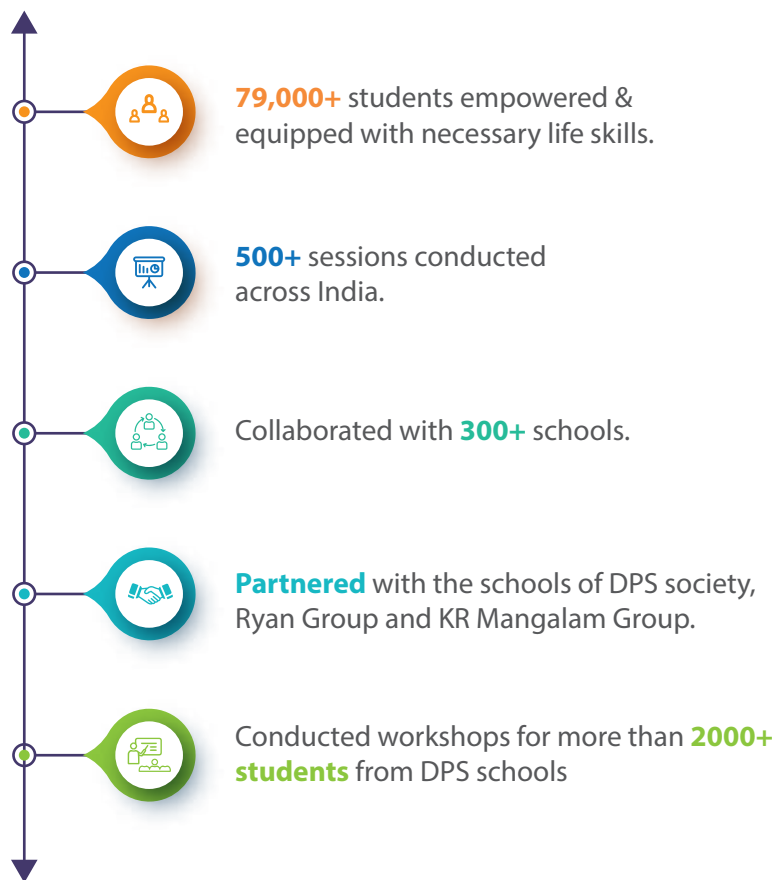 79,000+ students empowered &
equipped with necessary life skills.
500+ sessions conducted
across India.
Collaborated with 300+ schools.
Partnered with the schools of DPS society,
Ryan Group and KR Mangalam Group.
Conducted workshops for more than 2000+
students from DPS schools